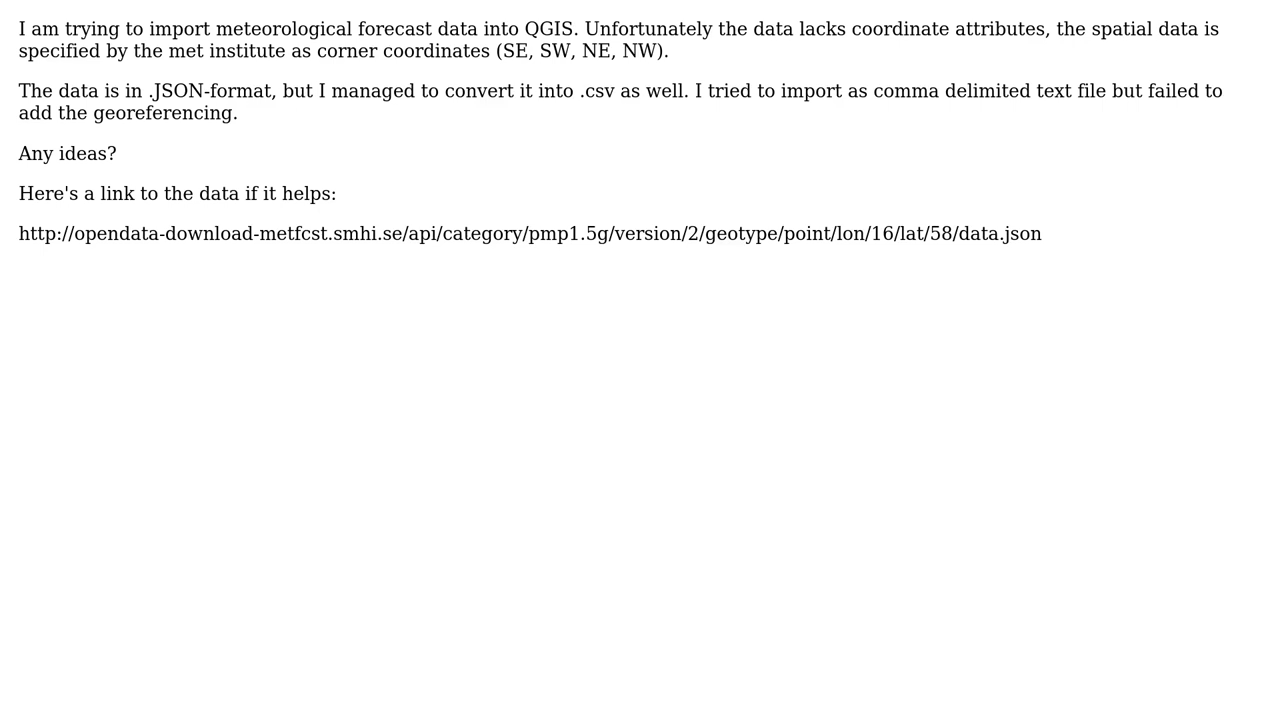 I am trying to import meteorological forecast data into QGIS. Unfortunately the data lacks coordinate attributes, the spatial data is
specified by the met institute as corner coordinates (SE, SW, NE, NW).
The data is in .JSON-format, but I managed to convert it into .csv as well. I tried to import as comma delimited text file but failed to
add the georeferencing.
Any ideas?
Here's a link to the data if it helps:
http://opendata-download-metfcst.smhi.se/api/category/pmp1.5g/version/2/geotype/point/lon/16/lat/58/data.json